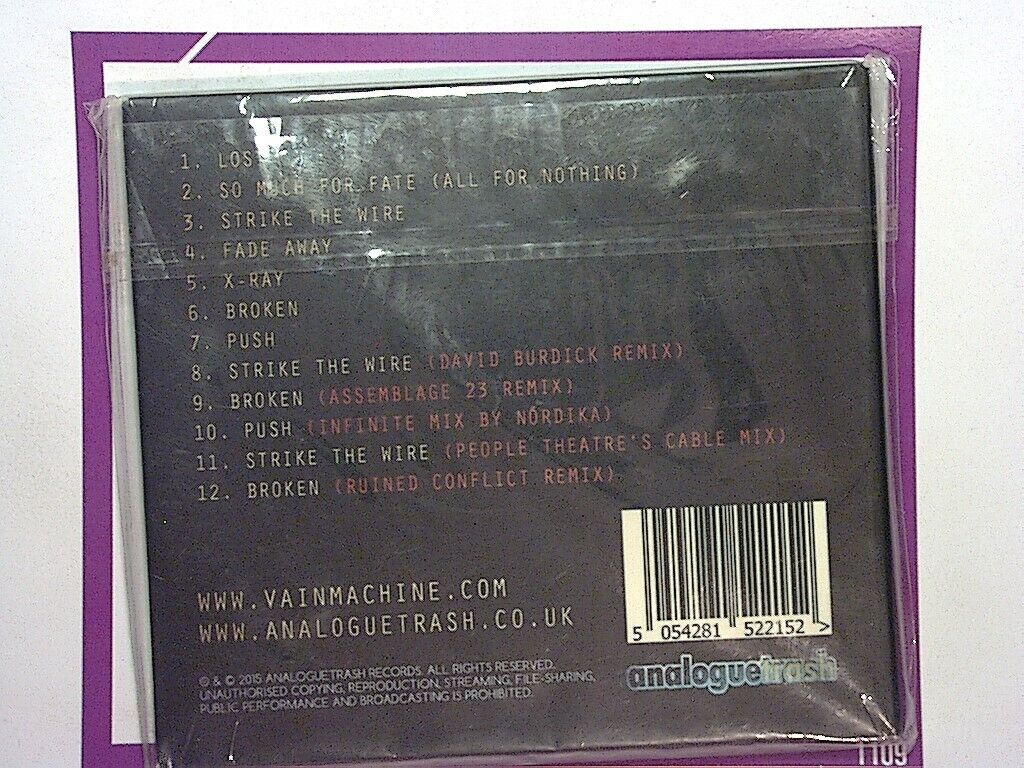 1. LOST
2. SO MUCH FOR FATE (ALL FOR NOTHING)
3. STRIKE THE WIRE
4. FADE AWAY
5. X-RAY
6. BROKEN
7. PUSH
8. STRIKE THE WIRE (DAVID BURDICK REMIX)
9. BROKEN (ASSEMBLAGE 23 REMIX)
10. PUSH (INFINITE MIX BY NÓRDIKA)
11. STRIKE THE WIRE (PEOPLE THEATRE'S CABLE MIX)
12. BROKEN (RUINED CONFLICT REMIX)
WWW.VAINMACHINE.COM
WWW.ANALOGUETRASH.CO.UK
5 054281 522152 >
analoguetrash
℗ & © 2015 ANALOGUETRASH RECORDS. ALL RIGHTS RESERVED.
UNAUTHORISED COPYING, REPRODUCTION, STREAMING, FILE-SHARING,
PUBLIC PERFORMANCE AND BROADCASTING IS PROHIBITED.